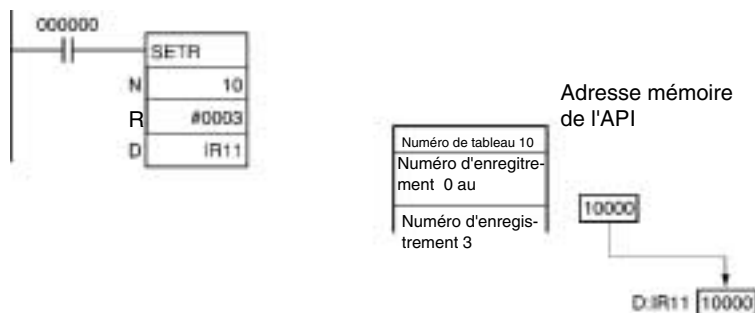 000000
SETR
N 10
R #0003
D IR11
Adresse mémoire
de l'API
Numéro de tableau 10
Numéro d'enregitre-
ment 0 au
Numéro d'enregis-
trement 3
10000
D:IR11 10000